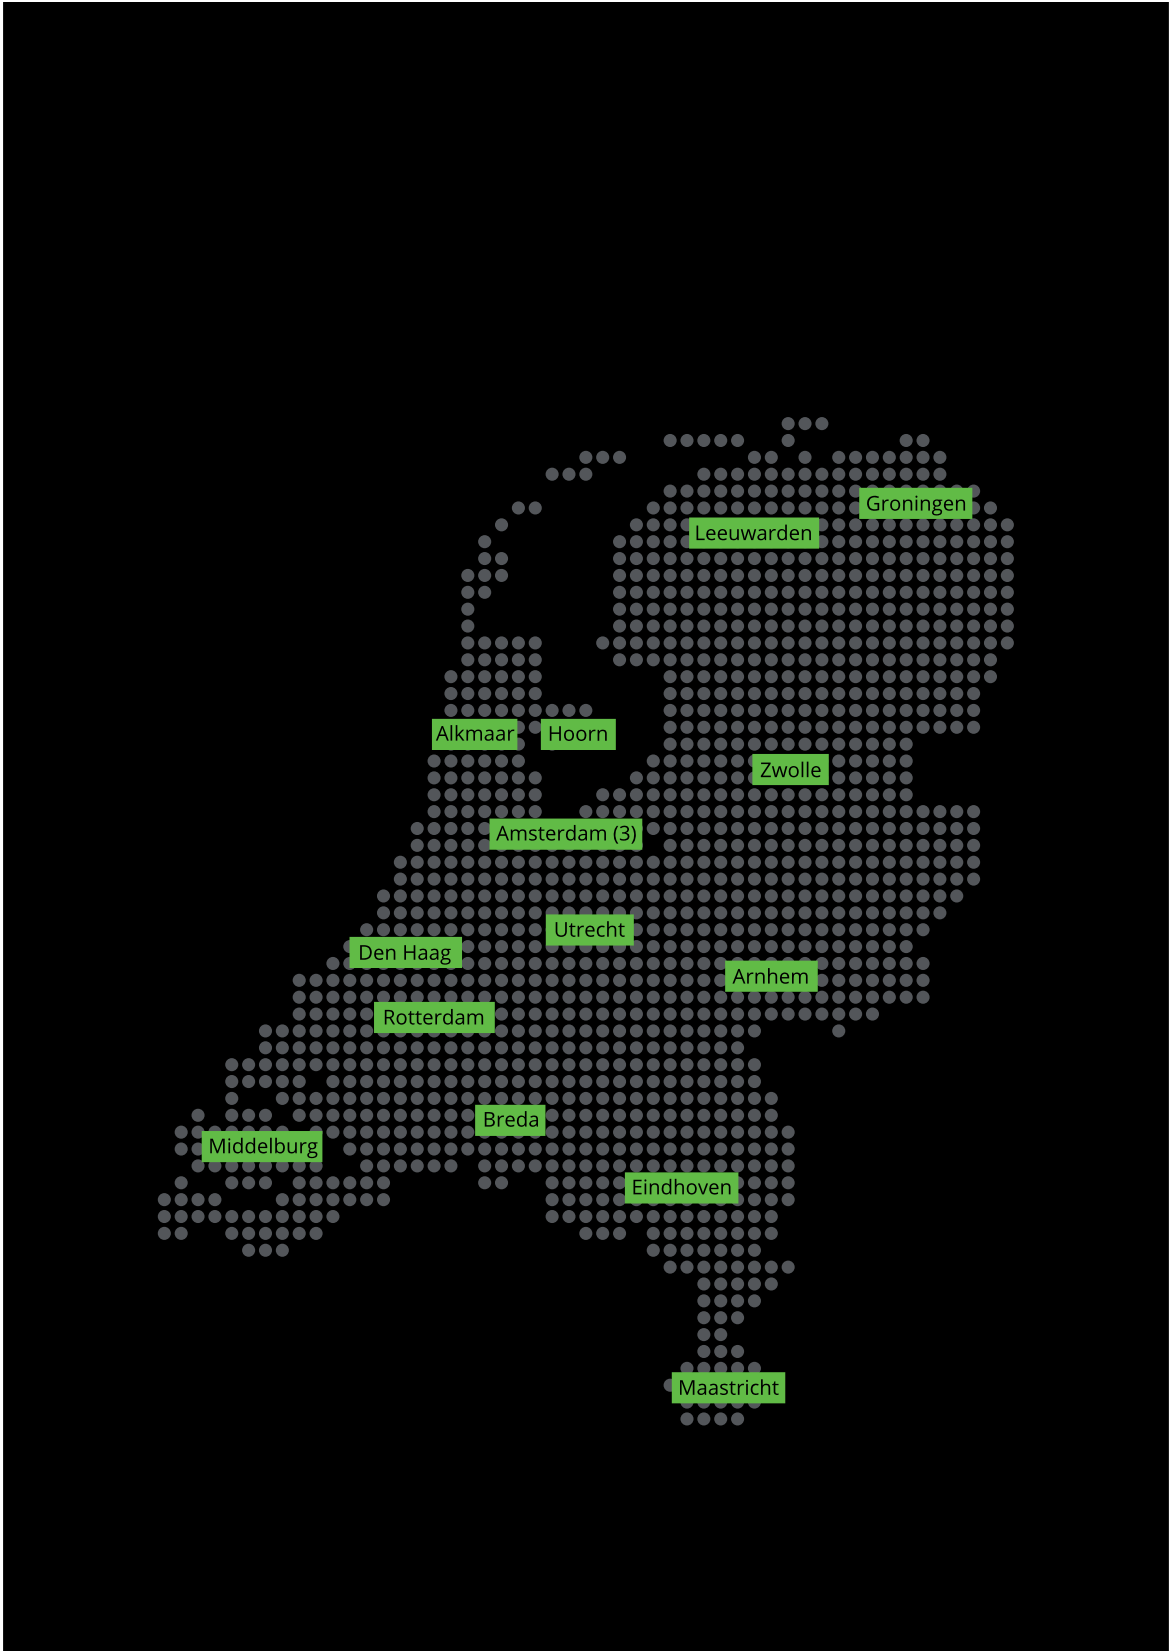 Groningen
Leeuwarden
Alkmaar
Hoorn
Zwolle
Amsterdam (3)
Utrecht
Den Haag
Arnhem
Rotterdam
Breda
Middelburg
Eindhoven
Maastricht